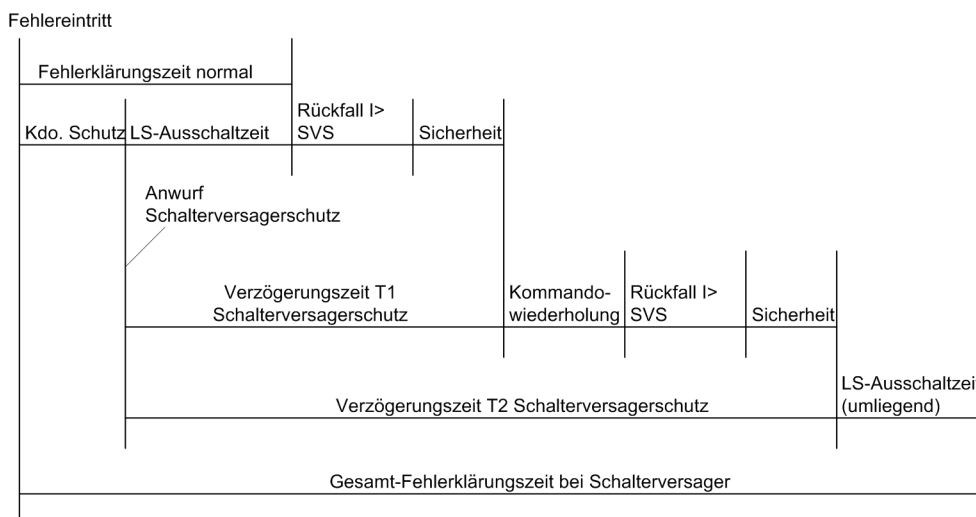 Fehlereintritt
Fehlerklärungszeit normal
Kdo. Schutz
LS-Ausschaltzeit
Rückfall I>
SVS
Sicherheit
Anwurf
Schalterversagerschutz
Verzögerungszeit T1
Schalterversagerschutz
Kommando-
wiederholung
Rückfall I>
SVS
Sicherheit
Verzögerungszeit T2 Schalterversagerschutz
LS-Ausschaltzeit
(umliegend)
Gesamt-Fehlerklärungszeit bei Schalterversager